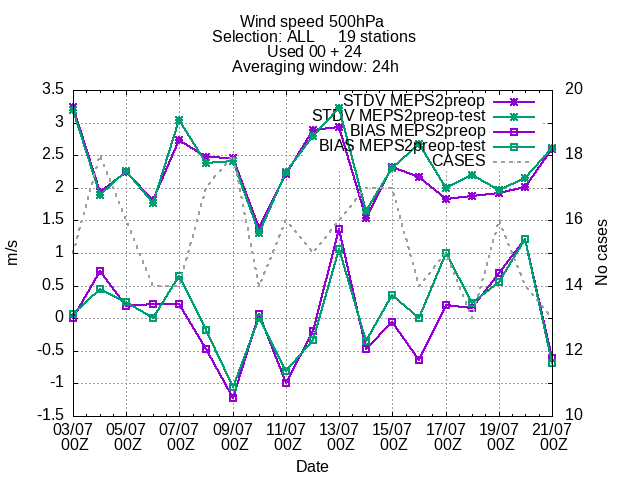 Wind speed 500hPa
Selection: ALL 19 stations
Used 00 + 24
Averaging window: 24h
STDV MEPS2preop
STDV MEPS2preop-test
BIAS MEPS2preop
BIAS MEPS2preop-test
CASES
3.5
3
2.5
2
1.5
1
0.5
0
-0.5
-1
-1.5
m/s
20
18
16
14
12
10
No cases
03/07 05/07 07/07 09/07 11/07 13/07 15/07 17/07 19/07 21/07
00Z 00Z 00Z 00Z 00Z 00Z 00Z 00Z 00Z 00Z
Date